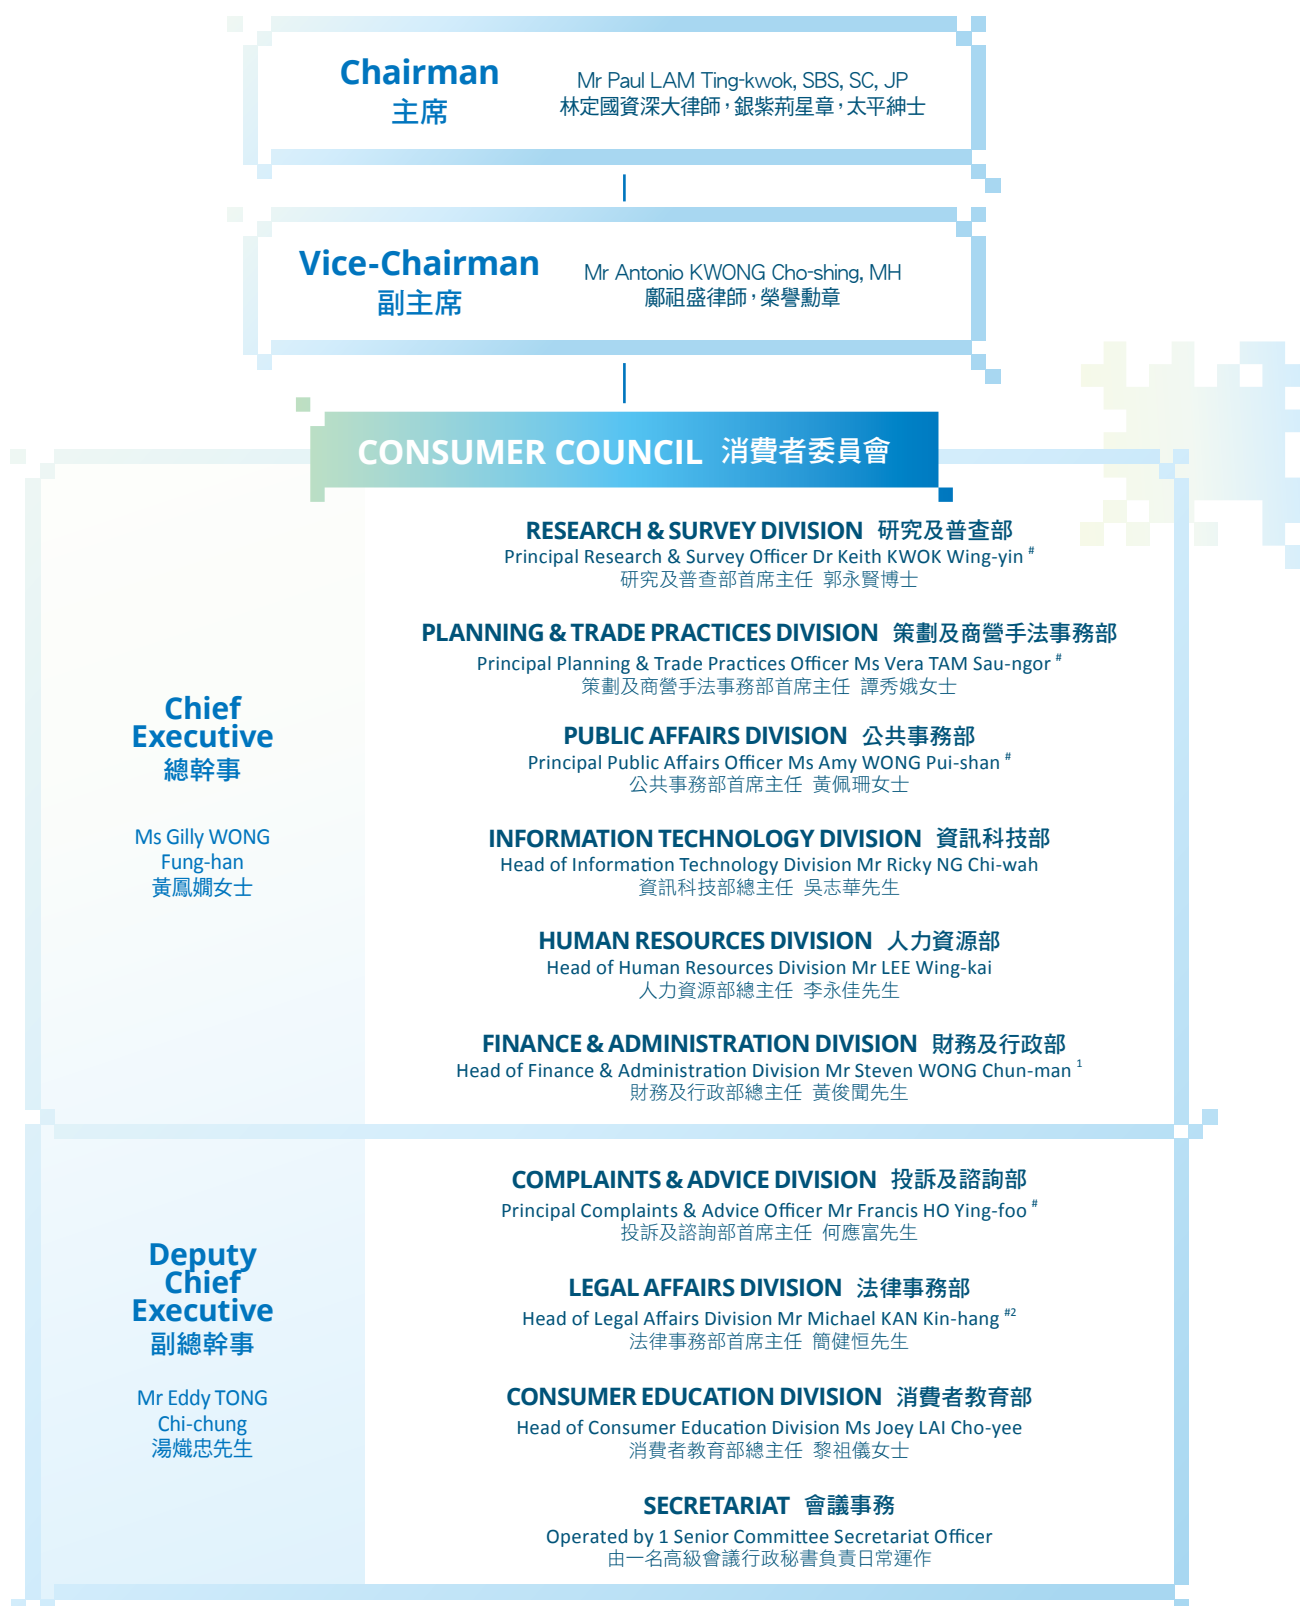 Chairman
主席
Mr Paul LAM Ting-kwok, SBS, SC, JP
林定國資深大律師，銀紫荊星章，太平紳士
Vice-Chairman
副主席
Mr Antonio KWONG Cho-shing, MH
鄺祖盛律師，榮譽勳章
CONSUMER COUNCIL 消費者委員會
Chief
Executive
總幹事
Ms Gilly WONG
Fung-han
黃鳳嫺女士
RESEARCH & SURVEY DIVISION 研究及普查部
Principal Research & Survey Officer Dr Keith KWOK Wing-yin #
研究及普查部首席主任 郭永賢博士
PLANNING & TRADE PRACTICES DIVISION 策劃及商營手法事務部
Principal Planning & Trade Practices Officer Ms Vera TAM Sau-ngor #
策劃及商營手法事務部首席主任 譚秀娥女士
PUBLIC AFFAIRS DIVISION 公共事務部
Principal Public Affairs Officer Ms Amy WONG Pui-shan #
公共事務部首席主任 黃佩珊女士
INFORMATION TECHNOLOGY DIVISION 資訊科技部
Head of Information Technology Division Mr Ricky NG Chi-wah
資訊科技部總主任 吳志華先生
HUMAN RESOURCES DIVISION 人力資源部
Head of Human Resources Division Mr LEE Wing-kai
人力資源部總主任 李永佳先生
FINANCE & ADMINISTRATION DIVISION 財務及行政部
Head of Finance & Administration Division Mr Steven WONG Chun-man 1
財務及行政部總主任 黃俊聞先生
Deputy
Chief
Executive
副總幹事
Mr Eddy TONG
Chi-chung
湯熾忠先生
COMPLAINTS & ADVICE DIVISION 投訴及諮詢部
Principal Complaints & Advice Officer Mr Francis HO Ying-foo #
投訴及諮詢部首席主任 何應富先生
LEGAL AFFAIRS DIVISION 法律事務部
Head of Legal Affairs Division Mr Michael KAN Kin-hang #2
法律事務部首席主任 簡健恒先生
CONSUMER EDUCATION DIVISION 消費者教育部
Head of Consumer Education Division Ms Joey LAI Cho-yee
消費者教育部總主任 黎祖儀女士
SECRETARIAT 會議事務
Operated by 1 Senior Committee Secretariat Officer
由一名高級會議行政秘書負責日常運作